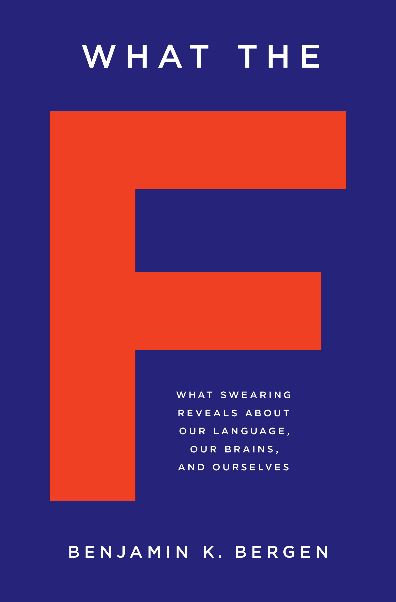 WHAT THE
F
WHAT SWEARING
REVEALS ABOUT
OUR LANGUAGE,
OUR BRAINS,
AND OURSELVES
BENJAMIN K. BERGEN